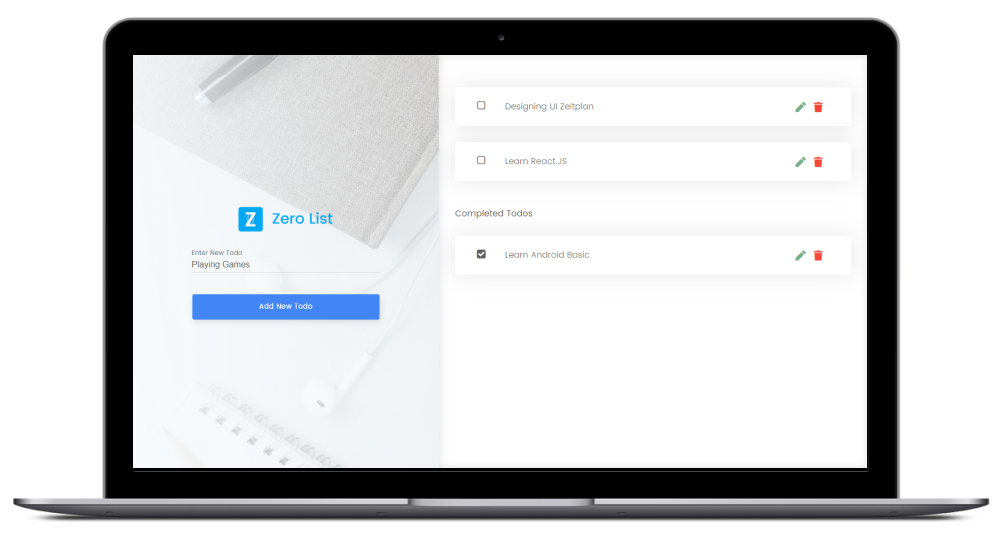 Z Zero List
Enter New Todo
Playing Games
Add New Todo
Designing UI Zeitplan
Learn React.JS
Completed Todos
Learn Android Basic